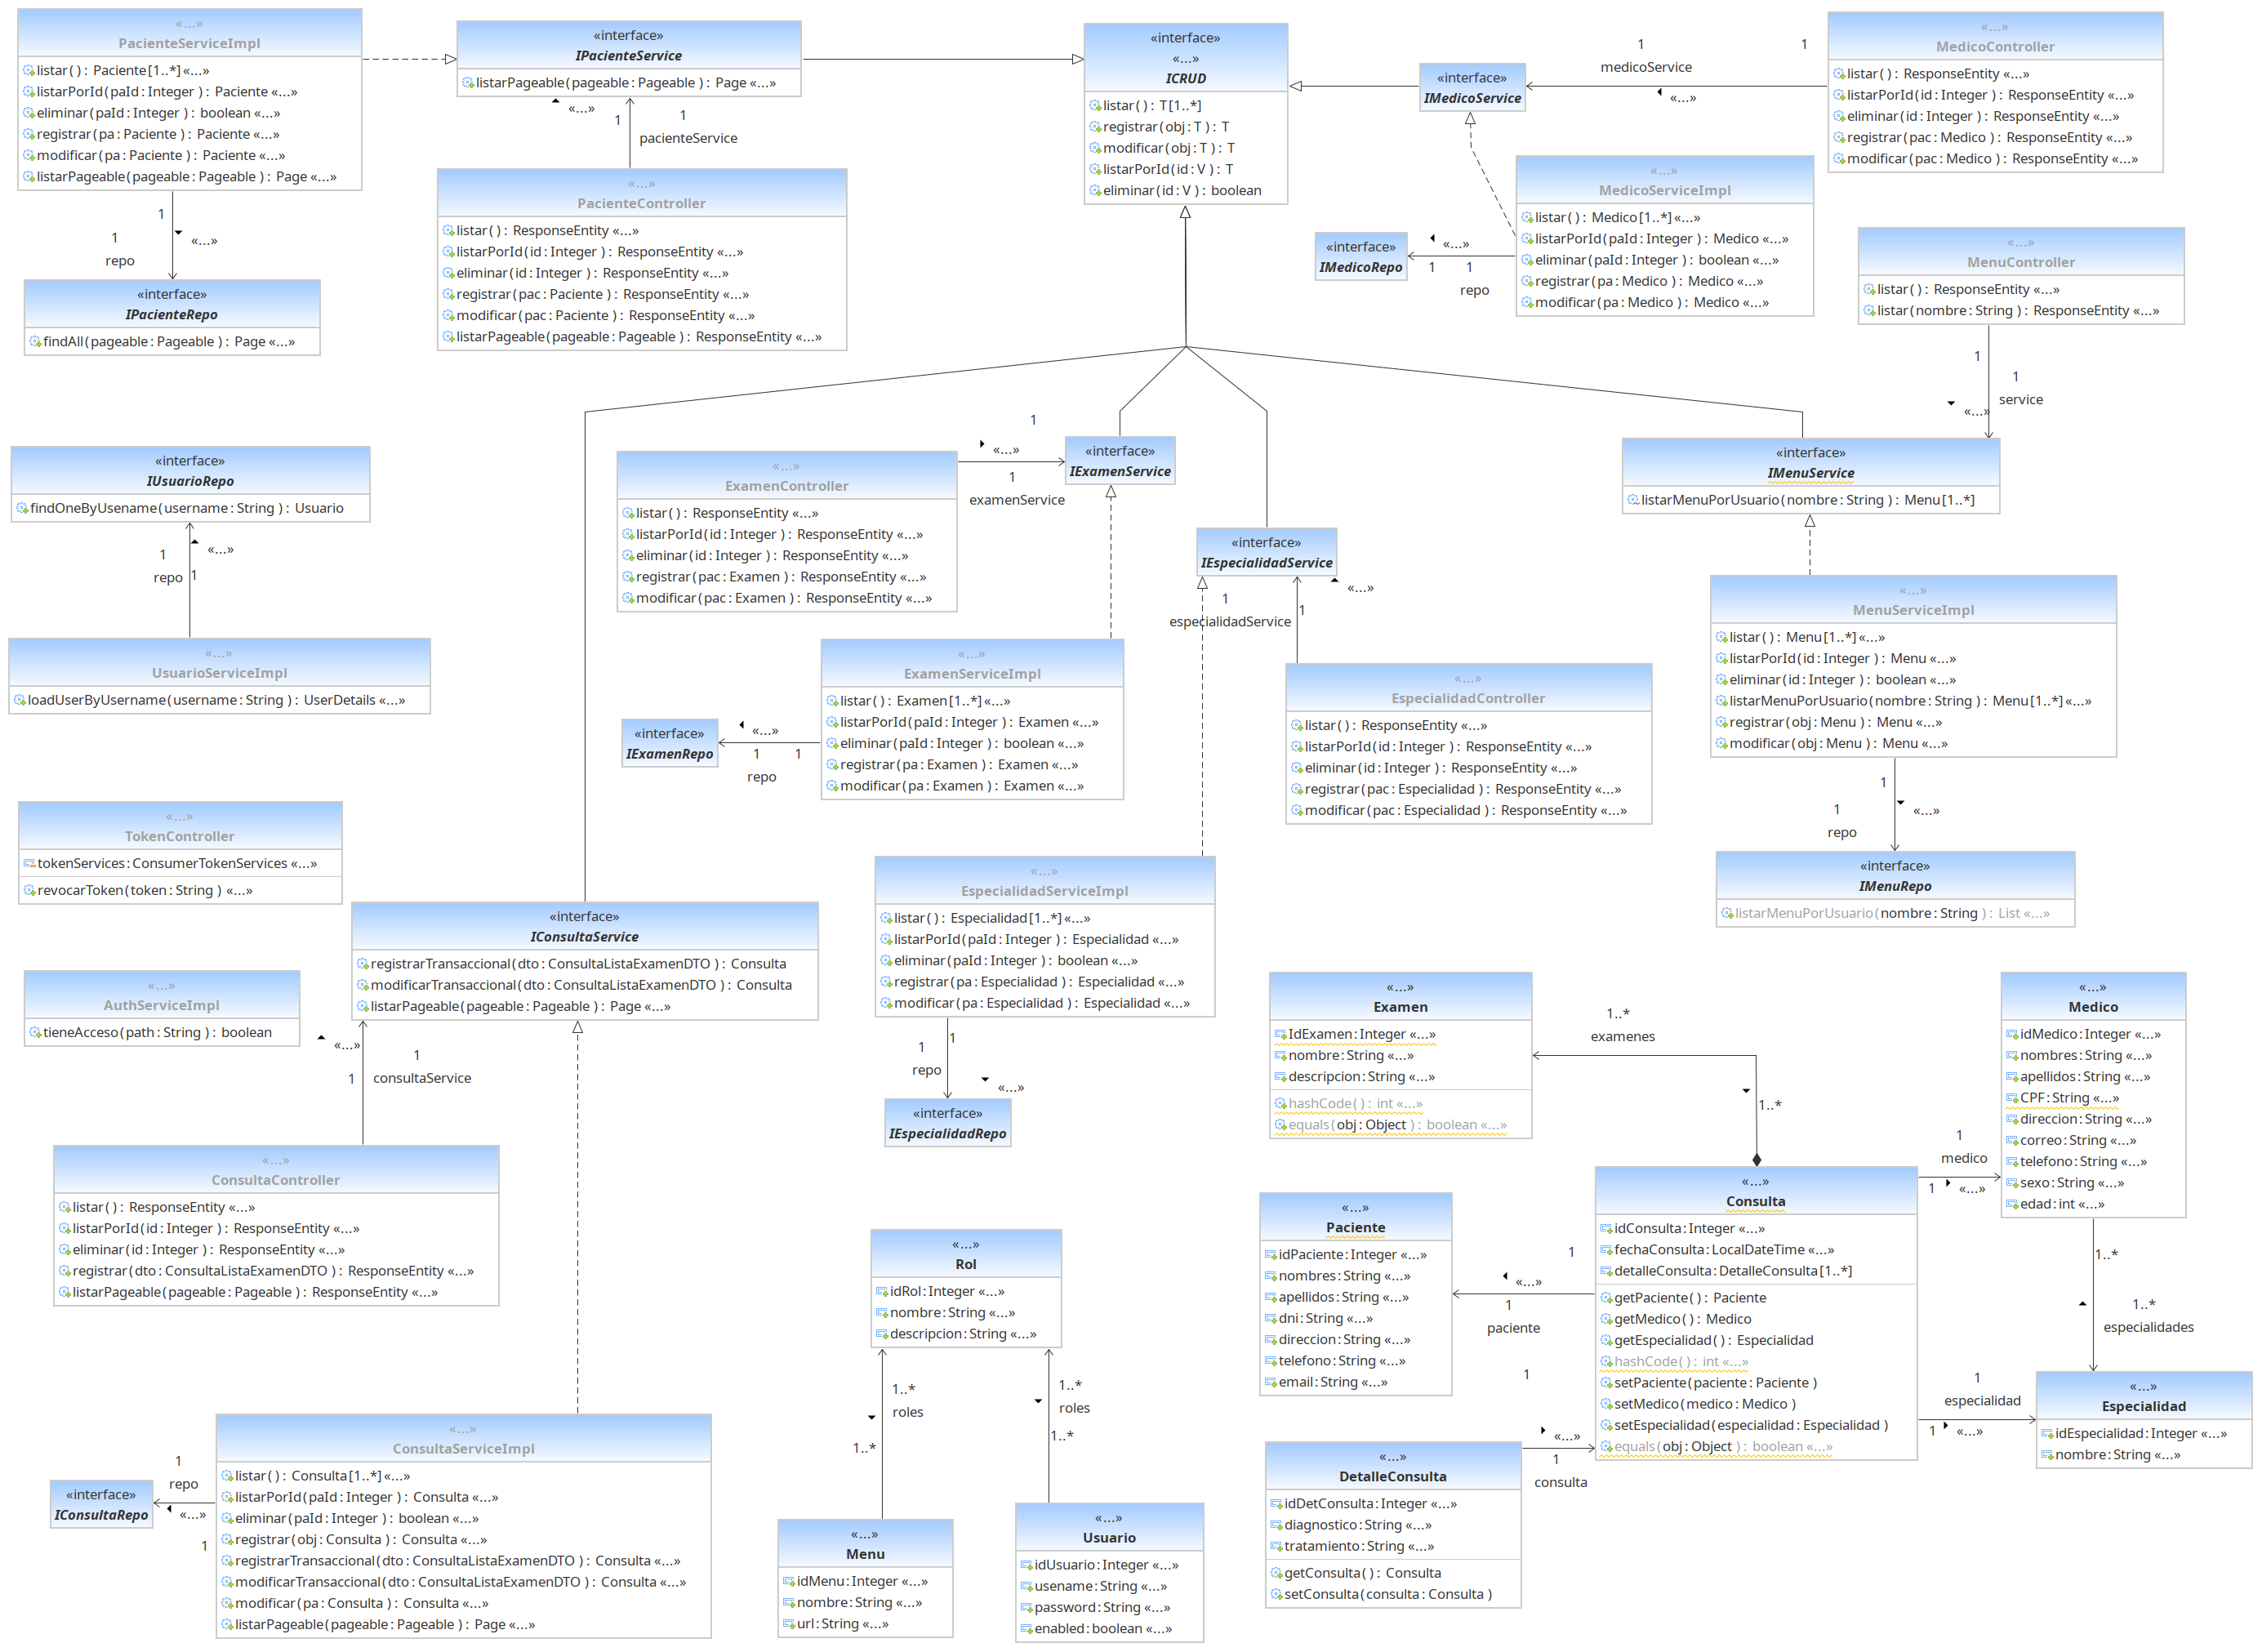 «...»
PacienteServiceImpl
listar() : Paciente[1..*] «...»
listarPorId(paId : Integer) : Paciente «...»
eliminar(paId : Integer) : boolean «...»
registrar(pa : Paciente) : Paciente «...»
modificar(pa : Paciente) : Paciente «...»
listarPageable(pageable : Pageable) : Page «...»
1
«...»
1
repo
«interface»
IPacienteRepo
findAll(pageable : Pageable) : Page «...»
«interface»
IPacienteService
listarPageable(pageable : Pageable) : Page «...»
«...»
1
1
pacienteService
«...»
PacienteController
listar() : ResponseEntity «...»
listarPorId(id : Integer) : ResponseEntity «...»
eliminar(id : Integer) : ResponseEntity «...»
registrar(pac : Paciente) : ResponseEntity «...»
modificar(pac : Paciente) : ResponseEntity «...»
listarPageable(pageable : Pageable) : ResponseEntity «...»
«interface»
«...»
ICRUD
listar() : T[1..*]
registrar(obj : T) : T
modificar(obj : T) : T
listarPorId(id : V) : T
eliminar(id : V) : boolean
«interface»
IMedicoService
1
medicoService
1
«...»
«...»
MedicoController
listar() : ResponseEntity «...»
listarPorId(id : Integer) : ResponseEntity «...»
eliminar(id : Integer) : ResponseEntity «...»
registrar(pac : Medico) : ResponseEntity «...»
modificar(pac : Medico) : ResponseEntity «...»
«...»
MedicoServiceImpl
listar() : Medico[1..*] «...»
listarPorId(paId : Integer) : Medico «...»
eliminar(paId : Integer) : boolean «...»
registrar(pa : Medico) : Medico «...»
modificar(pa : Medico) : Medico «...»
«interface»
IMedicoRepo
«...»
1
1
repo
«...»
MenuController
listar() : ResponseEntity «...»
listar(nombre : String) : ResponseEntity «...»
1
1
service
«...»
«interface»
IMenuService
listarMenuPorUsuario(nombre : String) : Menu[1..*]
«...»
MenuServiceImpl
listar() : Menu[1..*] «...»
listarPorId(id : Integer) : Menu «...»
eliminar(id : Integer) : boolean «...»
listarMenuPorUsuario(nombre : String) : Menu[1..*] «...»
registrar(obj : Menu) : Menu «...»
modificar(obj : Menu) : Menu «...»
1
1
repo
«...»
«interface»
IMenuRepo
listarMenuPorUsuario(nombre : String) : List «...»
«interface»
IUsuarioRepo
findOneByUsename(username : String) : Usuario
1
repo
«...»
1
«...»
UsuarioServiceImpl
loadUserByUsername(username : String) : UserDetails «...»
«...»
TokenController
tokenServices : ConsumerTokenServices «...»
revocarToken(token : String) «...»
«...»
AuthServiceImpl
tieneAcceso(path : String) : boolean
«...»
ExamenController
listar() : ResponseEntity «...»
listarPorId(id : Integer) : ResponseEntity «...»
eliminar(id : Integer) : ResponseEntity «...»
registrar(pac : Examen) : ResponseEntity «...»
modificar(pac : Examen) : ResponseEntity «...»
1
«...»
1
examenService
«interface»
IExamenService
«...»
ExamenServiceImpl
listar() : Examen[1..*] «...»
listarPorId(paId : Integer) : Examen «...»
eliminar(paId : Integer) : boolean «...»
registrar(pa : Examen) : Examen «...»
modificar(pa : Examen) : Examen «...»
«interface»
IExamenRepo
«...»
1
1
repo
«interface»
IEspecialidadService
1
especialidadService
«...»
1
«...»
EspecialidadController
listar() : ResponseEntity «...»
listarPorId(id : Integer) : ResponseEntity «...»
eliminar(id : Integer) : ResponseEntity «...»
registrar(pac : Especialidad) : ResponseEntity «...»
modificar(pac : Especialidad) : ResponseEntity «...»
«...»
EspecialidadServiceImpl
listar() : Especialidad[1..*] «...»
listarPorId(paId : Integer) : Especialidad «...»
eliminar(paId : Integer) : boolean «...»
registrar(pa : Especialidad) : Especialidad «...»
modificar(pa : Especialidad) : Especialidad «...»
1
1
repo
«...»
«interface»
IEspecialidadRepo
«interface»
IConsultaService
registrarTransaccional(dto : ConsultaListaExamenDTO) : Consulta
modificarTransaccional(dto : ConsultaListaExamenDTO) : Consulta
listarPageable(pageable : Pageable) : Page «...»
«...»
1
consultaService
1
«...»
ConsultaController
listar() : ResponseEntity «...»
listarPorId(id : Integer) : ResponseEntity «...»
eliminar(id : Integer) : ResponseEntity «...»
registrar(dto : ConsultaListaExamenDTO) : ResponseEntity «...»
listarPageable(pageable : Pageable) : ResponseEntity «...»
«...»
ConsultaServiceImpl
listar() : Consulta[1..*] «...»
listarPorId(paId : Integer) : Consulta «...»
eliminar(paId : Integer) : boolean «...»
registrar(obj : Consulta) : Consulta «...»
registrarTransaccional(dto : ConsultaListaExamenDTO) : Consulta «...»
modificarTransaccional(dto : ConsultaListaExamenDTO) : Consulta «...»
modificar(pa : Consulta) : Consulta «...»
listarPageable(pageable : Pageable) : Page «...»
1
repo
«...»
1
«interface»
IConsultaRepo
«...»
Rol
idRol : Integer «...»
nombre : String «...»
descripcion : String «...»
1..*
roles
1..*
1..*
roles
1..*
«...»
Menu
idMenu : Integer «...»
nombre : String «...»
url : String «...»
«...»
Usuario
idUsuario : Integer «...»
usename : String «...»
password : String «...»
enabled : boolean «...»
«...»
Examen
IdExamen : Integer «...»
nombre : String «...»
descripcion : String «...»
hashCode() : int «...»
equals(obj : Object) : boolean «...»
1..*
examenes
1..*
«...»
Medico
idMedico : Integer «...»
nombres : String «...»
apellidos : String «...»
CPF : String «...»
direccion : String «...»
correo : String «...»
telefono : String «...»
sexo : String «...»
edad : int «...»
1
medico
1
«...»
«...»
Paciente
idPaciente : Integer «...»
nombres : String «...»
apellidos : String «...»
dni : String «...»
direccion : String «...»
telefono : String «...»
email : String «...»
1
«...»
1
paciente
«...»
Consulta
idConsulta : Integer «...»
fechaConsulta : LocalDateTime «...»
detalleConsulta : DetalleConsulta[1..*]
getPaciente() : Paciente
getMedico() : Medico
getEspecialidad() : Especialidad
hashCode() : int «...»
setPaciente(paciente : Paciente)
setMedico(medico : Medico)
setEspecialidad(especialidad : Especialidad)
equals(obj : Object) : boolean «...»
1..*
1..*
especialidades
1
especialidad
1
«...»
«...»
Especialidad
idEspecialidad : Integer «...»
nombre : String «...»
1
«...»
1
consulta
«...»
DetalleConsulta
idDetConsulta : Integer «...»
diagnostico : String «...»
tratamiento : String «...»
getConsulta() : Consulta
setConsulta(consulta : Consulta)